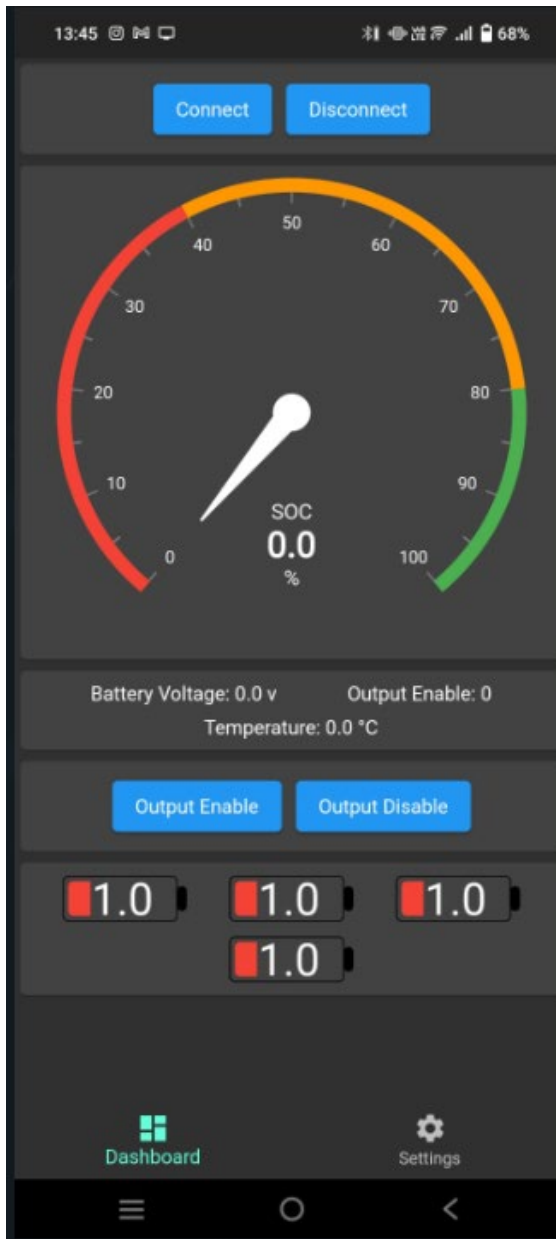 13:45 68%
Connect Disconnect
50
40 60
30 70
20 80
10 90
0 100
SOC
0.0
%
Battery Voltage: 0.0 v Output Enable: 0
Temperature: 0.0 °C
Output Enable Output Disable
1.0 1.0 1.0
1.0
Dashboard Settings